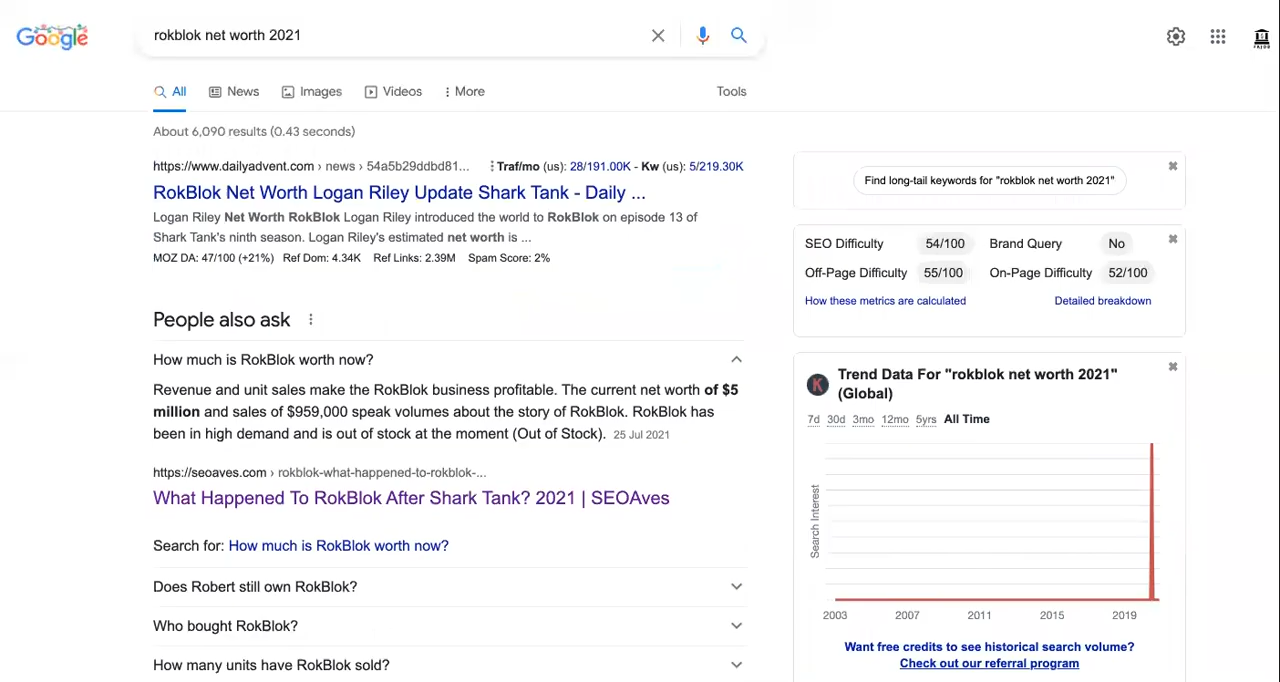 Google
rokblok net worth 2021
All News Images Videos More Tools
About 6,090 results (0.43 seconds)
https://www.dailyadvent.com › news › 54a5b29ddbd81... Traf/mo (us): 28/191.00K - Kw (us): 5/219.30K
RokBlok Net Worth Logan Riley Update Shark Tank - Daily ...
Logan Riley Net Worth RokBlok Logan Riley introduced the world to RokBlok on episode 13 of
Shark Tank's ninth season. Logan Riley's estimated net worth is ...
MOZ DA: 47/100 (+21%) Ref Dom: 4.34K Ref Links: 2.39M Spam Score: 2%
People also ask
How much is RokBlok worth now?
Revenue and unit sales make the RokBlok business profitable. The current net worth of $5
million and sales of $959,000 speak volumes about the story of RokBlok. RokBlok has
been in high demand and is out of stock at the moment (Out of Stock). 25 Jul 2021
https://seoaves.com › rokblok-what-happened-to-rokblok-...
What Happened To RokBlok After Shark Tank? 2021 | SEOAves
Search for: How much is RokBlok worth now?
Does Robert still own RokBlok?
Who bought RokBlok?
How many units have RokBlok sold?
Find long-tail keywords for "rokblok net worth 2021"
SEO Difficulty 54/100 Brand Query No
Off-Page Difficulty 55/100 On-Page Difficulty 52/100
How these metrics are calculated Detailed breakdown
K
Trend Data For "rokblok net worth 2021"
(Global)
7d 30d 3mo 12mo 5yrs All Time
Search Interest
2003 2007 2011 2015 2019
Want free credits to see historical search volume?
Check out our referral program